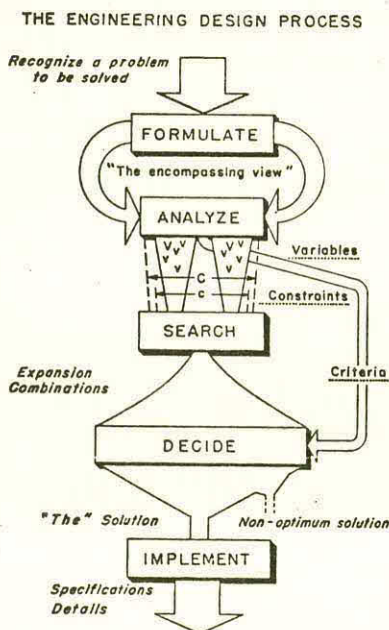 THE ENGINEERING DESIGN PROCESS
Recognize a problem
to be solved
FORMULATE
"The encompassing view"
ANALYZE
V V V V V V
V V V V
V V
Variables
C
c
Constraints
SEARCH
Expansion
Combinations
Criteria
DECIDE
"The" Solution
Non-optimum solution
IMPLEMENT
Specifications
Details